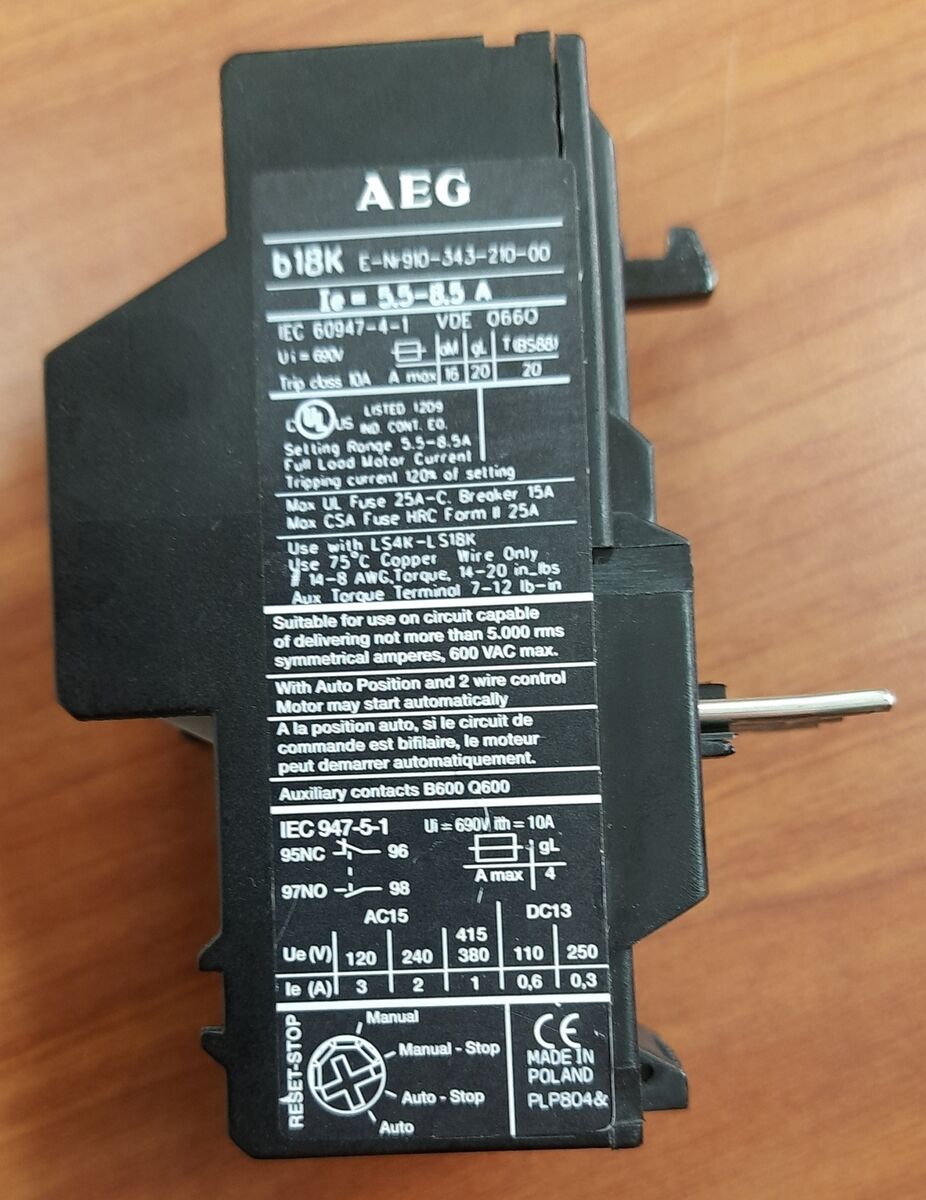 AEG
b18K E-Nr910-343-210-00
Ie = 5.5-8.5 A
IEC 60947-4-1 VDE 0660
Ui = 690V aM gL T(BS88)
Trip class 10A A max 16 20 20
C UL US LISTED 1209
IND. CONT. EQ.
Setting Range 5.5-8.5A
Full Load Motor Current
Tripping current 120% of setting
Max UL Fuse 25A-C. Breaker 15A
Max CSA Fuse HRC Form II 25A
Use with LS4K-LS18K
Use 75°C Copper Wire Only
# 14-8 AWG,Torque, 14-20 in_lbs
Aux Torque Terminal 7-12 lb-in
Suitable for use on circuit capable
of delivering not more than 5.000 rms
symmetrical amperes, 600 VAC max.
With Auto Position and 2 wire control
Motor may start automatically
A la position auto, si le circuit de
commande est bifilaire, le moteur
peut demarrer automatiquement.
Auxiliary contacts B600 Q600
IEC 947-5-1 Ui = 690V ith = 10A
95NC 96 gL
A max 4
97NO 98
AC15 DC13
415
Ue (V) 120 240 380 110 250
Ie (A) 3 2 1 0,6 0,3
RESET-STOP
Manual
Manual - Stop
Auto - Stop
Auto
CE
MADE IN
POLAND
PLP804&